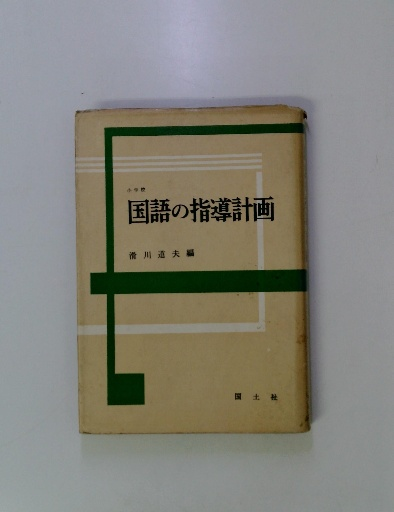 小学校
国語の指導計画
滑川道夫編
国土社